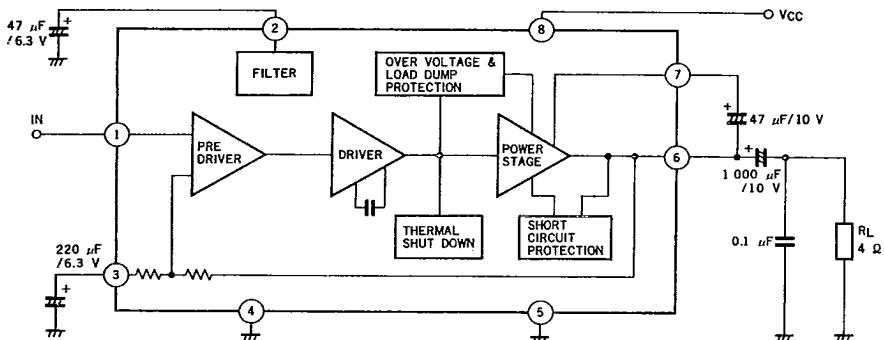 47 μF
/6.3 V
2
8
VCC
FILTER
OVER VOLTAGE &
LOAD DUMP
PROTECTION
7
IN
1
PRE
DRIVER
DRIVER
POWER
STAGE
6
47 μF/10 V
1 000 μF
/10 V
THERMAL
SHUT DOWN
SHORT
CIRCUIT
PROTECTION
0.1 μF
RL
4 Ω
220 μF
/6.3 V
3
4
5